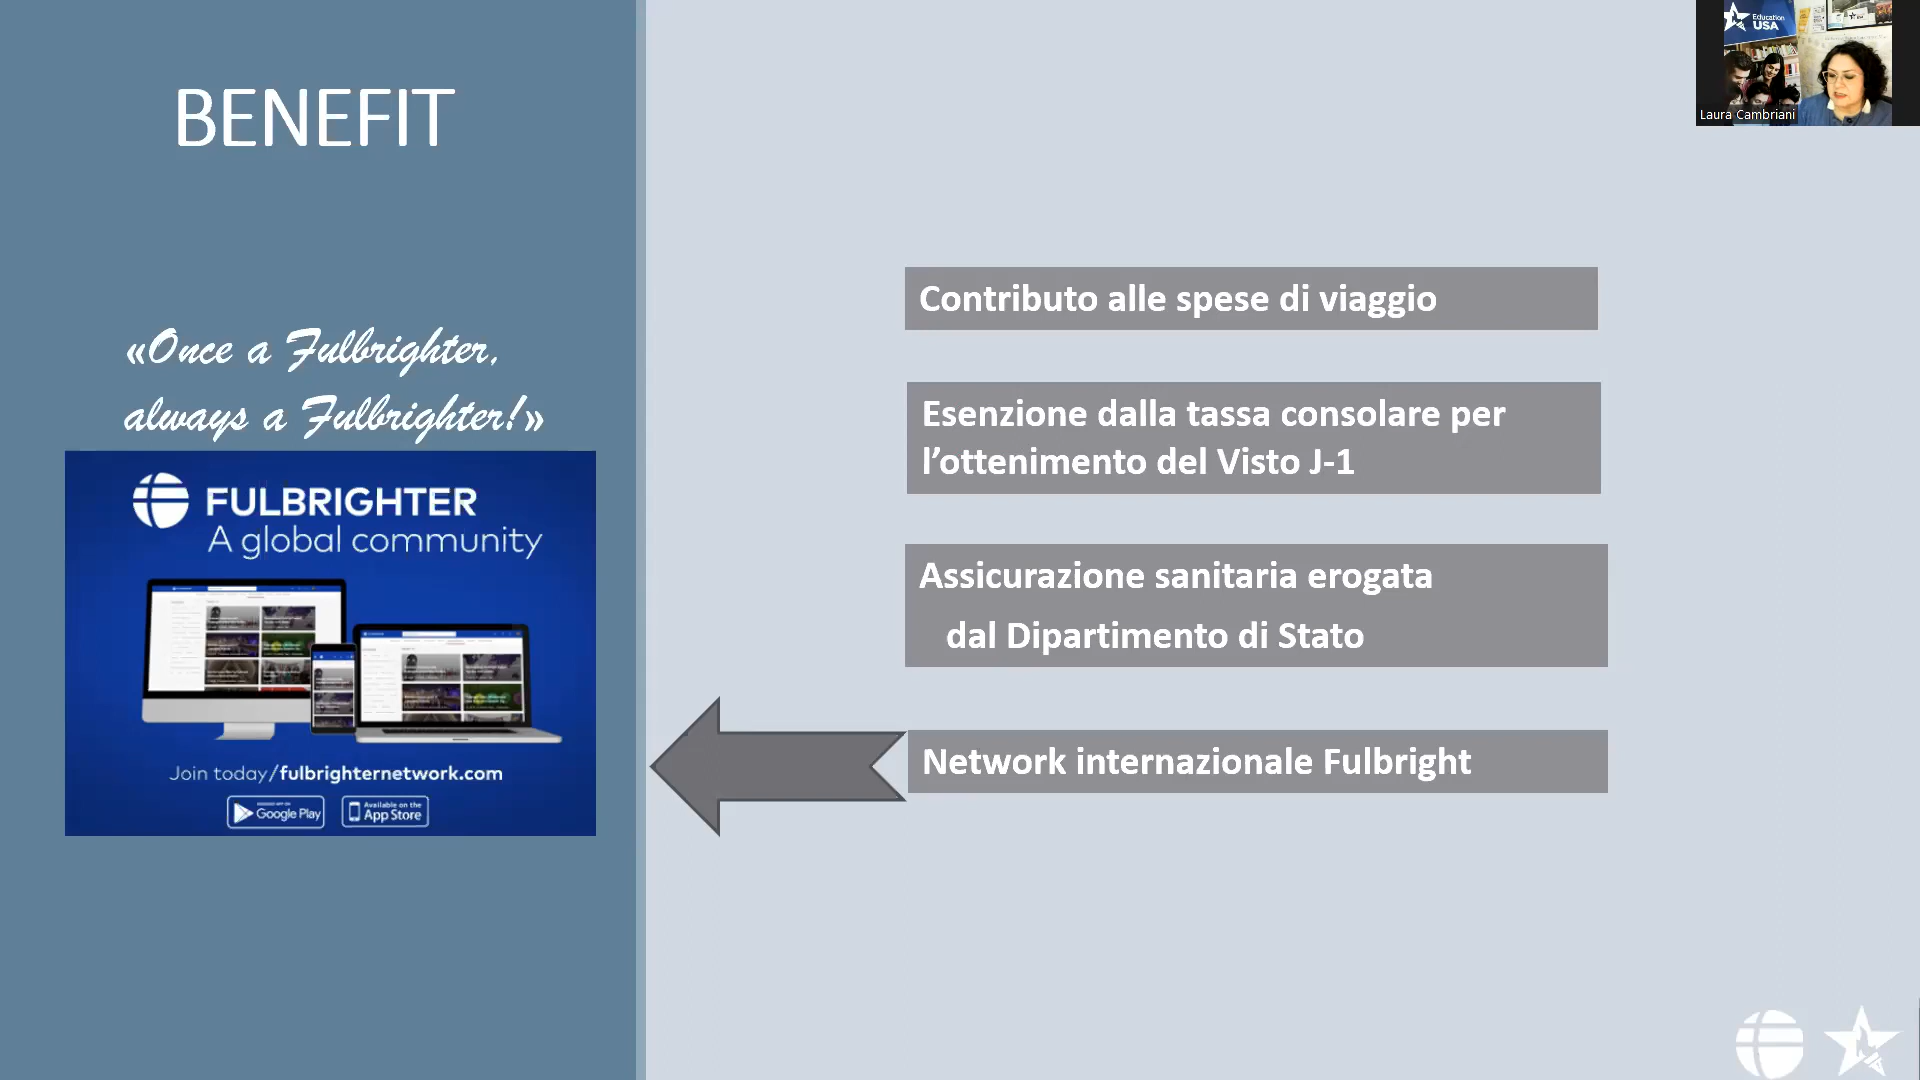 BENEFIT
«Once a Fulbrighter,
always a Fulbrighter!»
FULBRIGHTER
A global community
Join today/fulbrighternetwork.com
Google Play
Available on the
App Store
Contributo alle spese di viaggio
Esenzione dalla tassa consolare per
l’ottenimento del Visto J-1
Assicurazione sanitaria erogata
dal Dipartimento di Stato
Network internazionale Fulbright
Education
USA
Laura Cambriani